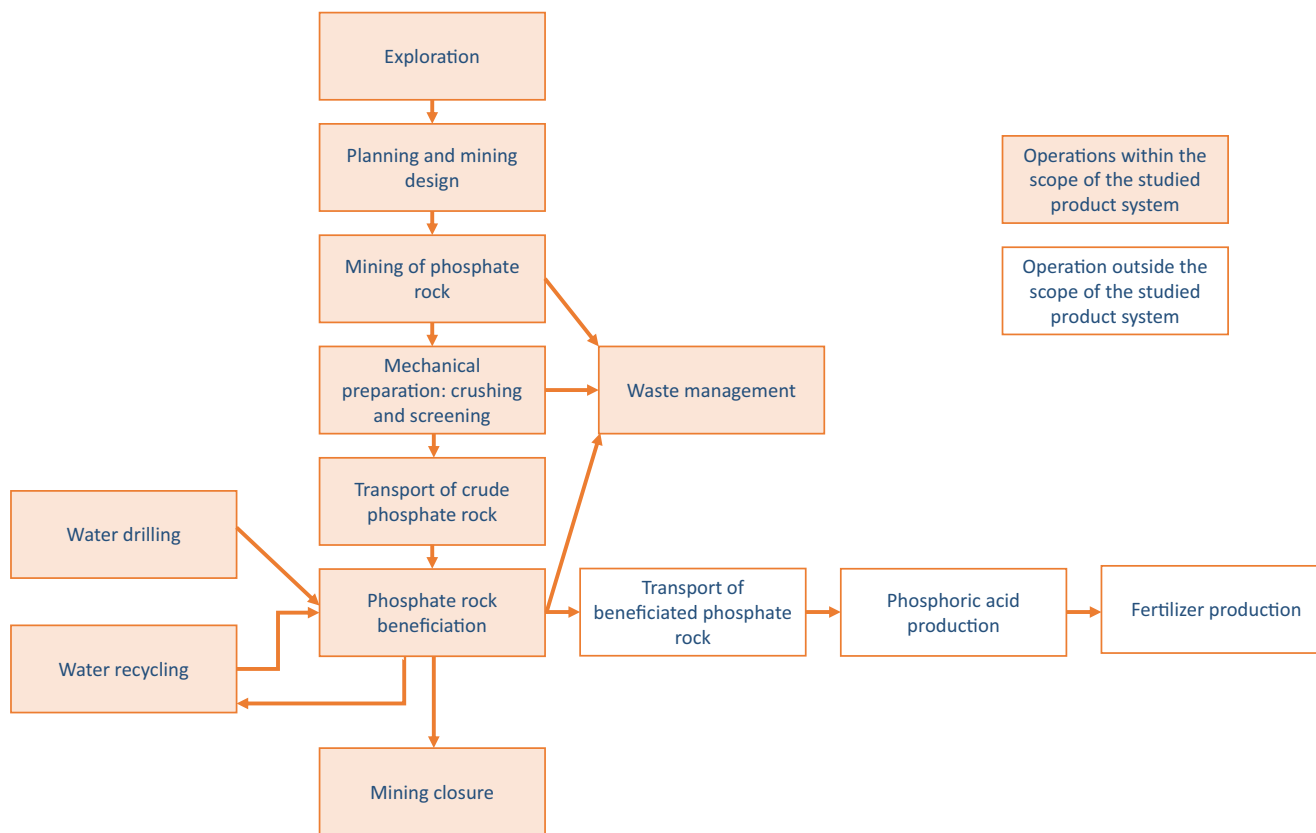 Exploration
Planning and mining
design
Operations within the
scope of the studied
product system
Mining of phosphate
rock
Operation outside the
scope of the studied
product system
Mechanical
preparation: crushing
and screening
Waste management
Transport of crude
phosphate rock
Water drilling
Phosphate rock
beneficiation
Transport of
beneficiated phosphate
rock
Phosphoric acid
production
Fertilizer production
Water recycling
Mining closure